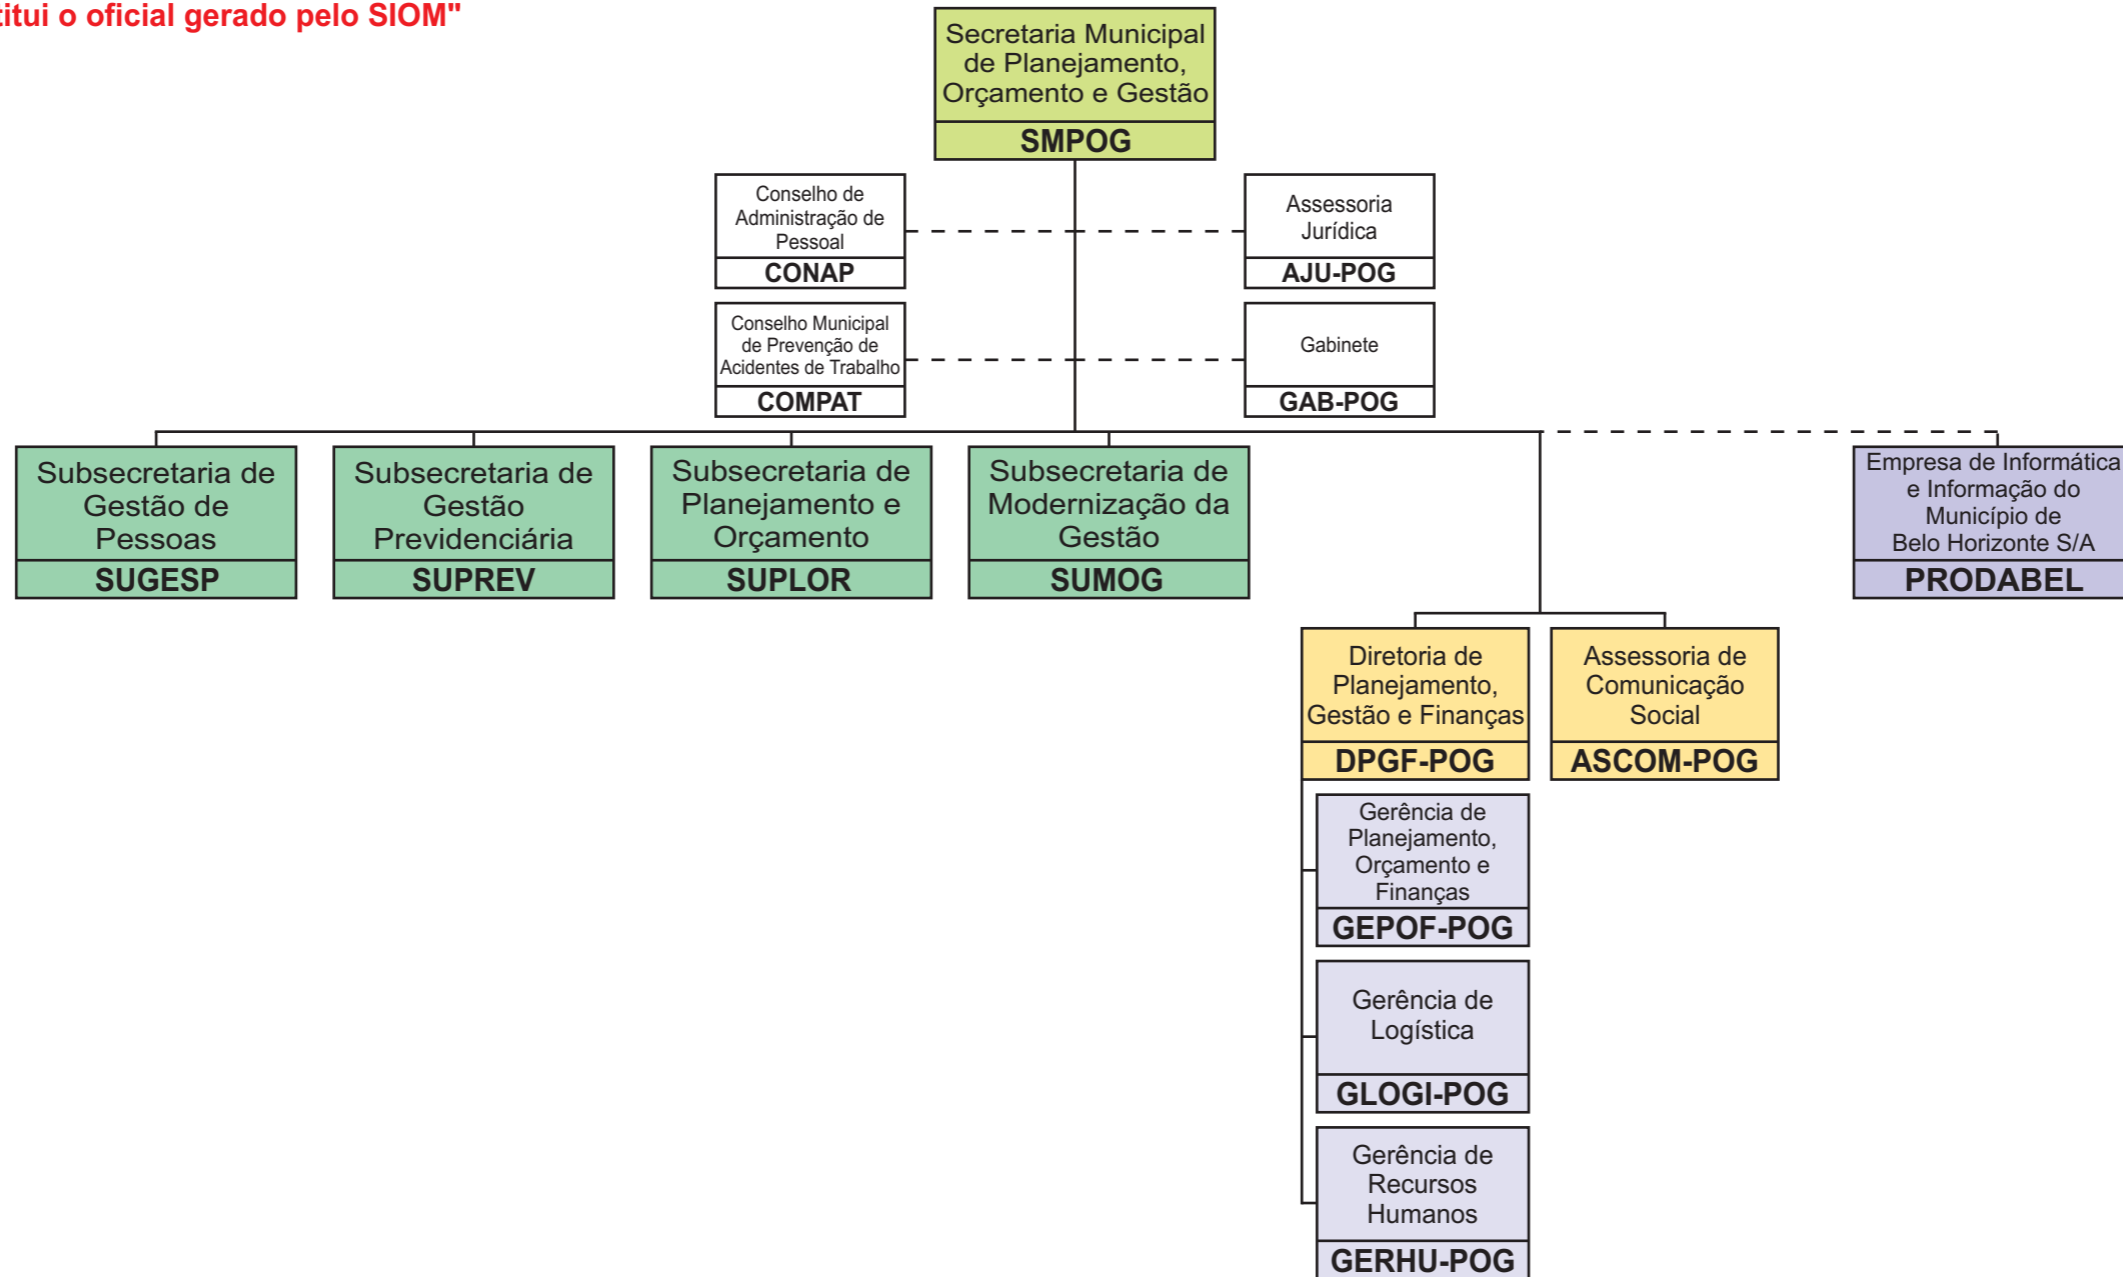 titui o oficial gerado pelo SIOM"
Secretaria Municipal
de Planejamento,
Orçamento e Gestão
SMPOG
Conselho de
Administração de
Pessoal
CONAP
Assessoria
Jurídica
AJU-POG
Conselho Municipal
de Prevenção de
Acidentes de Trabalho
COMPAT
Gabinete
GAB-POG
Subsecretaria de
Gestão de
Pessoas
SUGESP
Subsecretaria de
Gestão
Previdenciária
SUPREV
Subsecretaria de
Planejamento e
Orçamento
SUPLOR
Subsecretaria de
Modernização da
Gestão
SUMOG
Empresa de Informática
e Informação do
Município de
Belo Horizonte S/A
PRODABEL
Diretoria de
Planejamento,
Gestão e Finanças
DPGF-POG
Assessoria de
Comunicação
Social
ASCOM-POG
Gerência de
Planejamento,
Orçamento e
Finanças
GEPOF-POG
Gerência de
Logística
GLOGI-POG
Gerência de
Recursos
Humanos
GERHU-POG